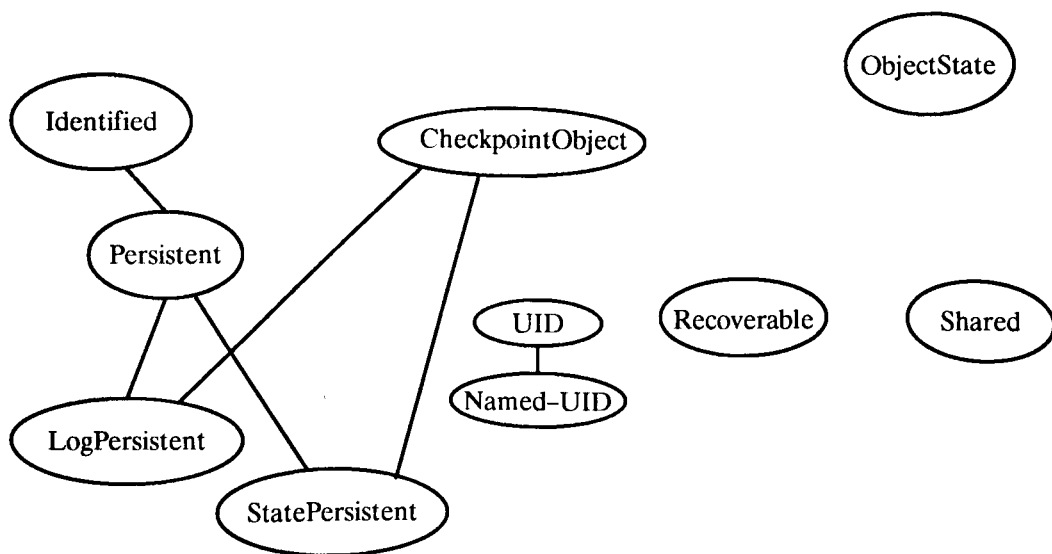 ObjectState
Identified
CheckpointObject
Persistent
UID
Recoverable
Shared
Named-UID
LogPersistent
StatePersistent